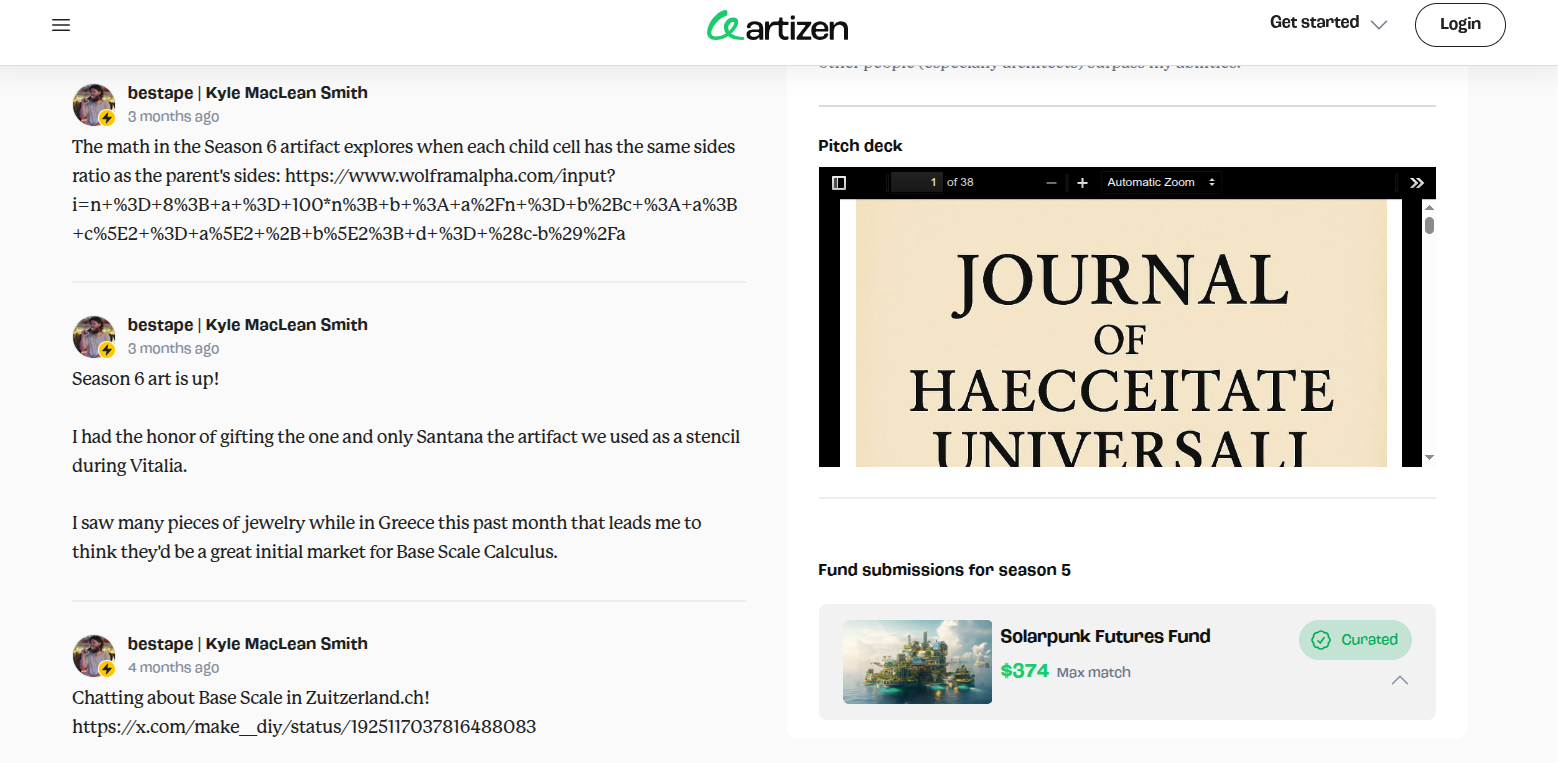 artizen
Get started
Login
bestape | Kyle MacLean Smith
3 months ago
The math in the Season 6 artifact explores when each child cell has the same sides
ratio as the parent's sides: https://www.wolframalpha.com/input?
i=n+%3D+8%3B+a+%3D+100*n%3B+b+%3A+a%2Fn+%3D+b%2Bc+%3A+a%3B
+c%5E2+%3D+a%5E2+%2B+b%5E2%3B+d+%3D+%28c-b%29%2Fa
bestape | Kyle MacLean Smith
3 months ago
Season 6 art is up!
I had the honor of gifting the one and only Santana the artifact we used as a stencil
during Vitalia.
I saw many pieces of jewelry while in Greece this past month that leads me to
think they'd be a great initial market for Base Scale Calculus.
bestape | Kyle MacLean Smith
4 months ago
Chatting about Base Scale in Zuitzerland.ch!
https://x.com/make__diy/status/1925117037816488083
other people (especially architects) surpass my abilities.
Pitch deck
1 of 38
Automatic Zoom
JOURNAL
OF
HAECCEITATE
UNIVERSALI
Fund submissions for season 5
Solarpunk Futures Fund
Curated
$374 Max match